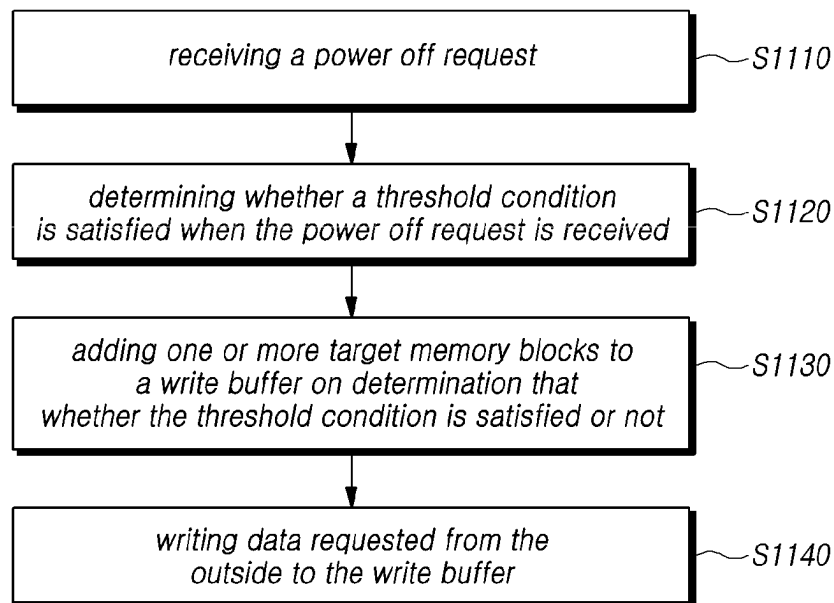 receiving a power off request
S1110
determining whether a threshold condition
is satisfied when the power off request is received
S1120
adding one or more target memory blocks to
a write buffer on determination that
whether the threshold condition is satisfied or not
S1130
writing data requested from the
outside to the write buffer
S1140